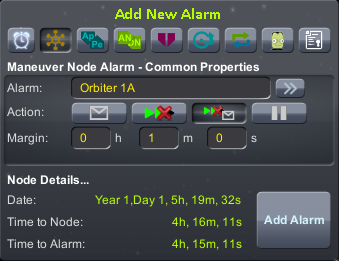 Add New Alarm
Ap Pe
AN DN
Maneuver Node Alarm - Common Properties
Alarm: Orbiter 1A
Action:
Margin: 0 h 1 m 0 s
Node Details...
Date: Year 1,Day 1, 5h, 19m, 32s
Time to Node: 4h, 16m, 11s
Time to Alarm: 4h, 15m, 11s
Add Alarm